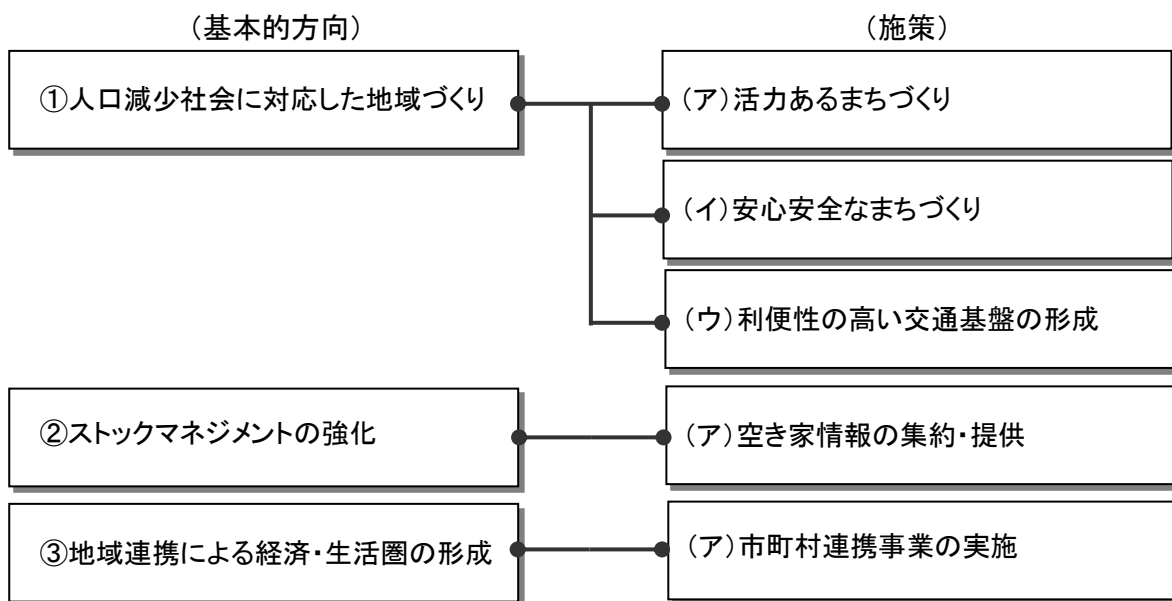 （基本的方向）
（施策）
①人口減少社会に対応した地域づくり
（ア）活力あるまちづくり
（イ）安心安全なまちづくり
（ウ）利便性の高い交通基盤の形成
②ストックマネジメントの強化
（ア）空き家情報の集約・提供
③地域連携による経済・生活圏の形成
（ア）市町村連携事業の実施